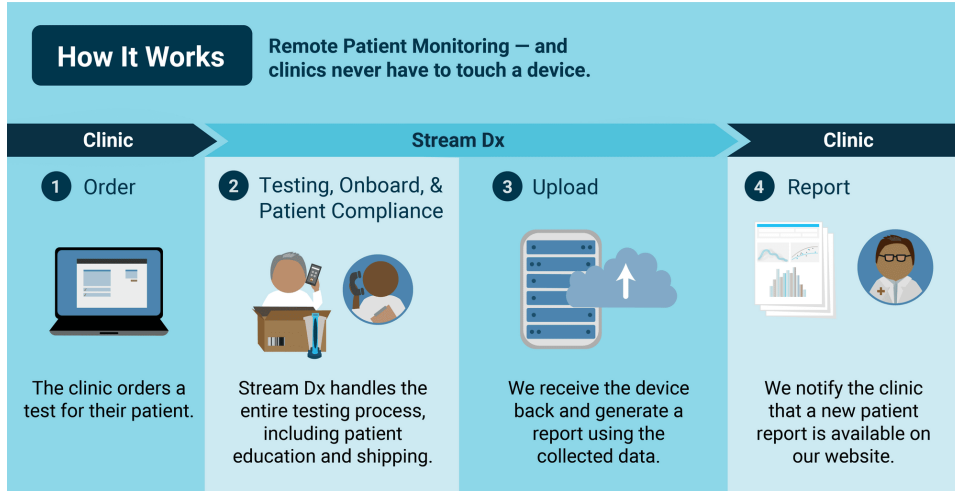 How It Works
Remote Patient Monitoring — and
clinics never have to touch a device.
Clinic
Stream Dx
Clinic
1 Order
2 Testing, Onboard, &
Patient Compliance
3 Upload
4 Report
The clinic orders a
test for their patient.
Stream Dx handles the
entire testing process,
including patient
education and shipping.
We receive the device
back and generate a
report using the
collected data.
We notify the clinic
that a new patient
report is available on
our website.